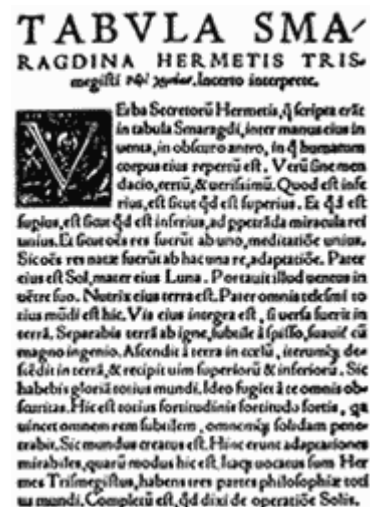 TABVLA SMA-
RAGDINA HERMETIS TRIS-
megisti πρὶ χημίας. Incerto interprete.
VErba Secretorũ Hermetis, q̃ scripta erãt
in tabula Smaragdi, inter manus eius in
uenta, in obscuro antro, in q̃ humatum
corpus eius repertũ est. Verũ sine men
dacio, certũ, & uerissimũ. Quod est infe
rius, est sicut q̃d est superius. Et q̃d est
supius, est sicut q̃d est inferius, ad ppetrãda miracula rei
unius. Et sicut oẽs res fuerũt ab uno, meditatiõe unius.
Sic oẽs res natæ fuerũt ab hac una re, adaptatiõe. Pater
eius est Sol, mater eius Luna. Portauit illud uentus in
uẽtre suo. Nutrix eius terra est. Pater omnis telesmi to
tius mũdi est hic. Vis eius integra est, si uersa fuerit in
terrã. Separabis terrã ab igne, subtile à spisso, suauit̃ cũ
magno ingenio. Ascendit à terra in cœlũ, iterumq; de-
scẽdit in terrã, & recipit uim superiorũ & inferiorũ. Sic
habebis gloriã totius mundi. Ideo fugiet à te omnis ob-
scuritas. Hic est totius fortitudinis fortitudo fortis, qa
uincet omnem rem subtilem, omnemq; solidam pene-
trabit. Sic mundus creatus est. Hinc erunt adaptationes
mirabiles, quarũ modus hic est. Itaq; uocatus sum Her
mes Trismegistus, habens tres partes philosophiæ toti
us mundi. Completũ est, q̃d dixi de operatiõe Solis.